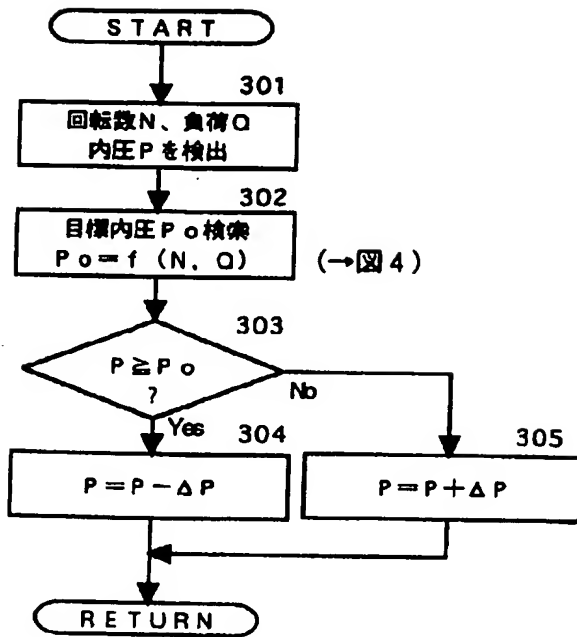 START
301
回転数N、負荷Q
内圧Pを検出
302
目標内圧Po検索
Po=f (N、Q)
(→図4)
303
P≧Po
?
No
Yes
304
305
P=P-ΔP
P=P+ΔP
RETURN